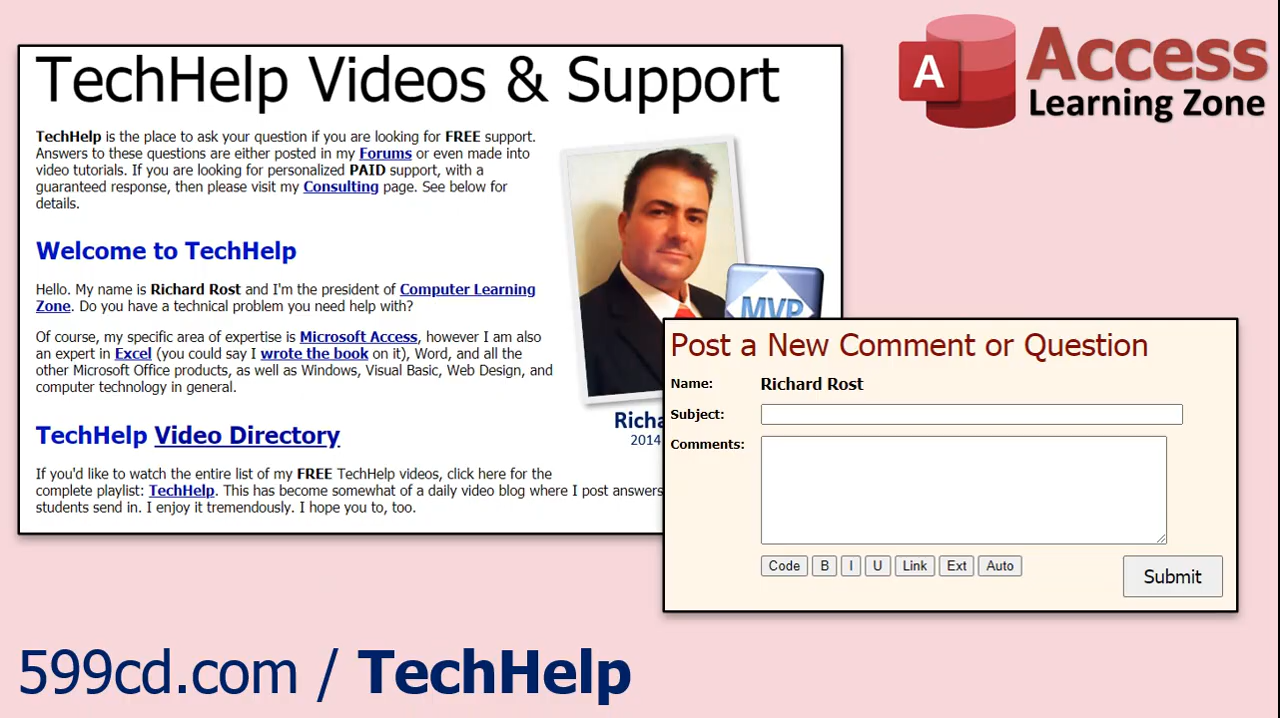 TechHelp Videos & Support
TechHelp is the place to ask your question if you are looking for FREE support.
Answers to these questions are either posted in my Forums or even made into
video tutorials. If you are looking for personalized PAID support, with a
guaranteed response, then please visit my Consulting page. See below for
details.
Welcome to TechHelp
Hello. My name is Richard Rost and I'm the president of Computer Learning
Zone. Do you have a technical problem you need help with?
Of course, my specific area of expertise is Microsoft Access, however I am also
an expert in Excel (you could say I wrote the book on it), Word, and all the
other Microsoft Office products, as well as Windows, Visual Basic, Web Design, and
computer technology in general.
TechHelp Video Directory
If you'd like to watch the entire list of my FREE TechHelp videos, click here for the
complete playlist: TechHelp. This has become somewhat of a daily video blog where I post answers
students send in. I enjoy it tremendously. I hope you to, too.
MVP
Richa
2014
A
Access
Learning Zone
Post a New Comment or Question
Name: Richard Rost
Subject:
Comments:
Code B I U Link Ext Auto
Submit
599cd.com / TechHelp